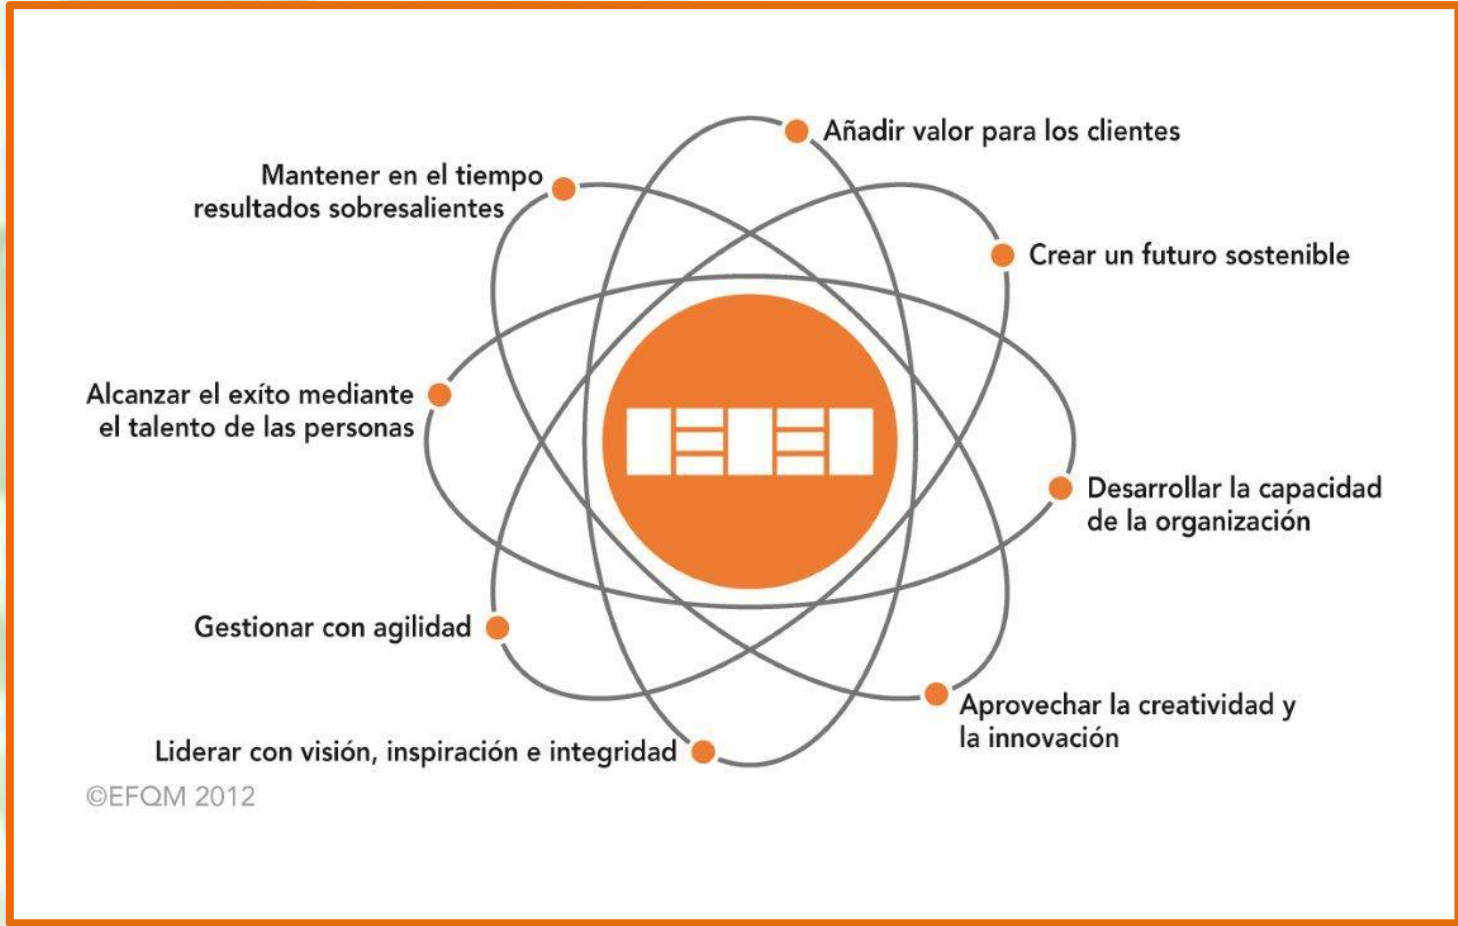 Añadir valor para los clientes
Mantener en el tiempo
resultados sobresalientes
Crear un futuro sostenible
Alcanzar el exíto mediante
el talento de las personas
Desarrollar la capacidad
de la organización
Gestionar con agilidad
Aprovechar la creatividad y
la innovación
Liderar con visión, inspiración e integridad
©EFQM 2012